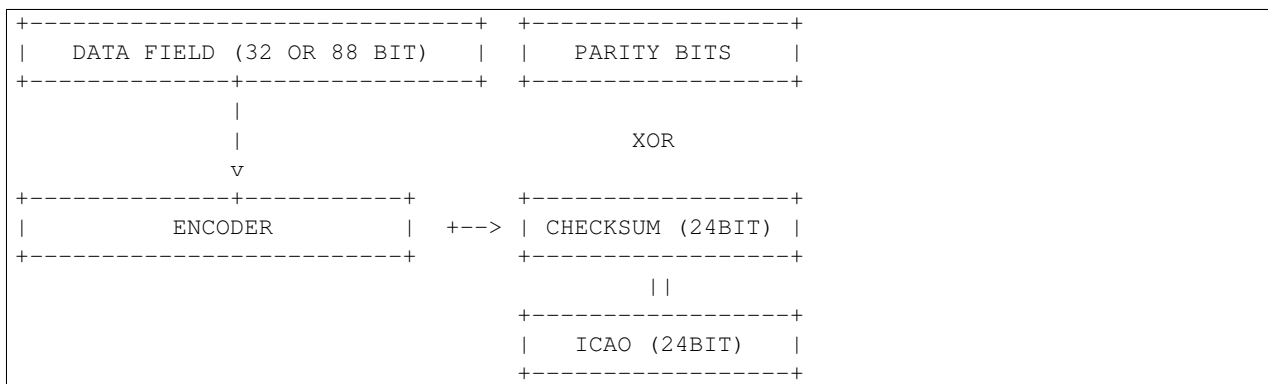 DATA FIELD (32 OR 88 BIT) PARITY BITS
XOR
ENCODER CHECKSUM (24BIT)
ICAO (24BIT)